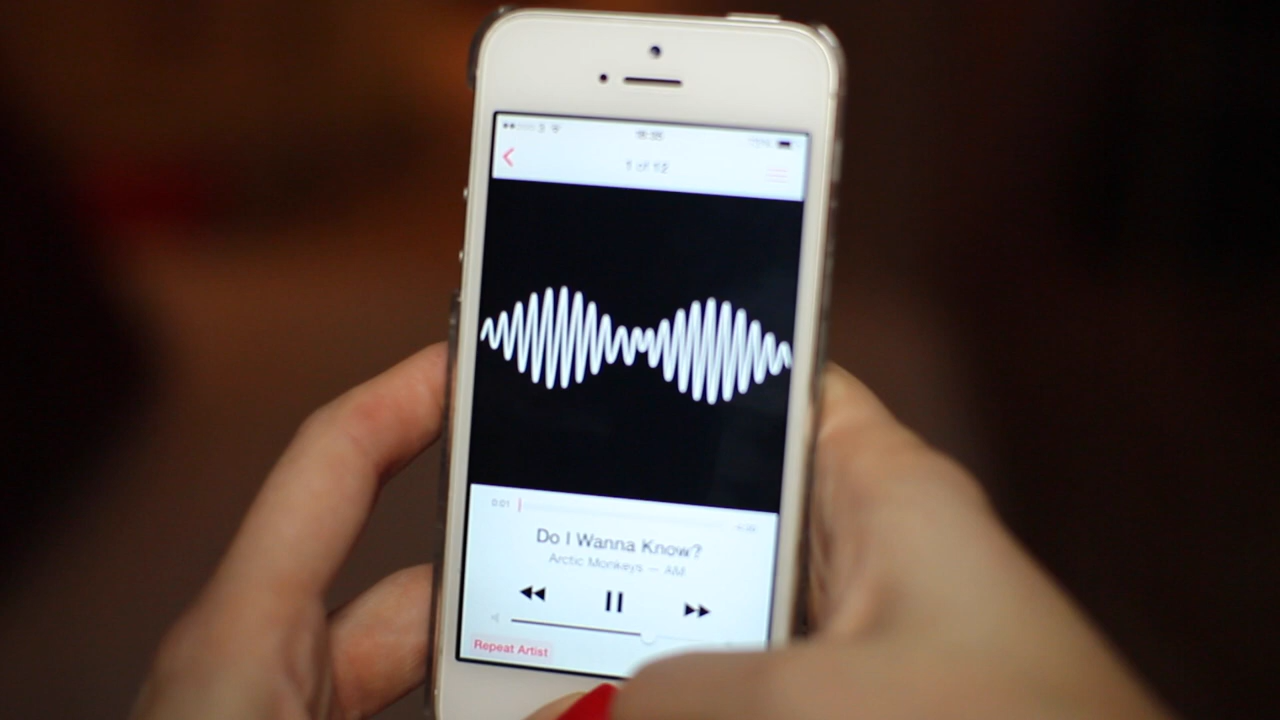 1 of 12
0:01
Do I Wanna Know?
Arctic Monkeys — AM
Repeat Artist